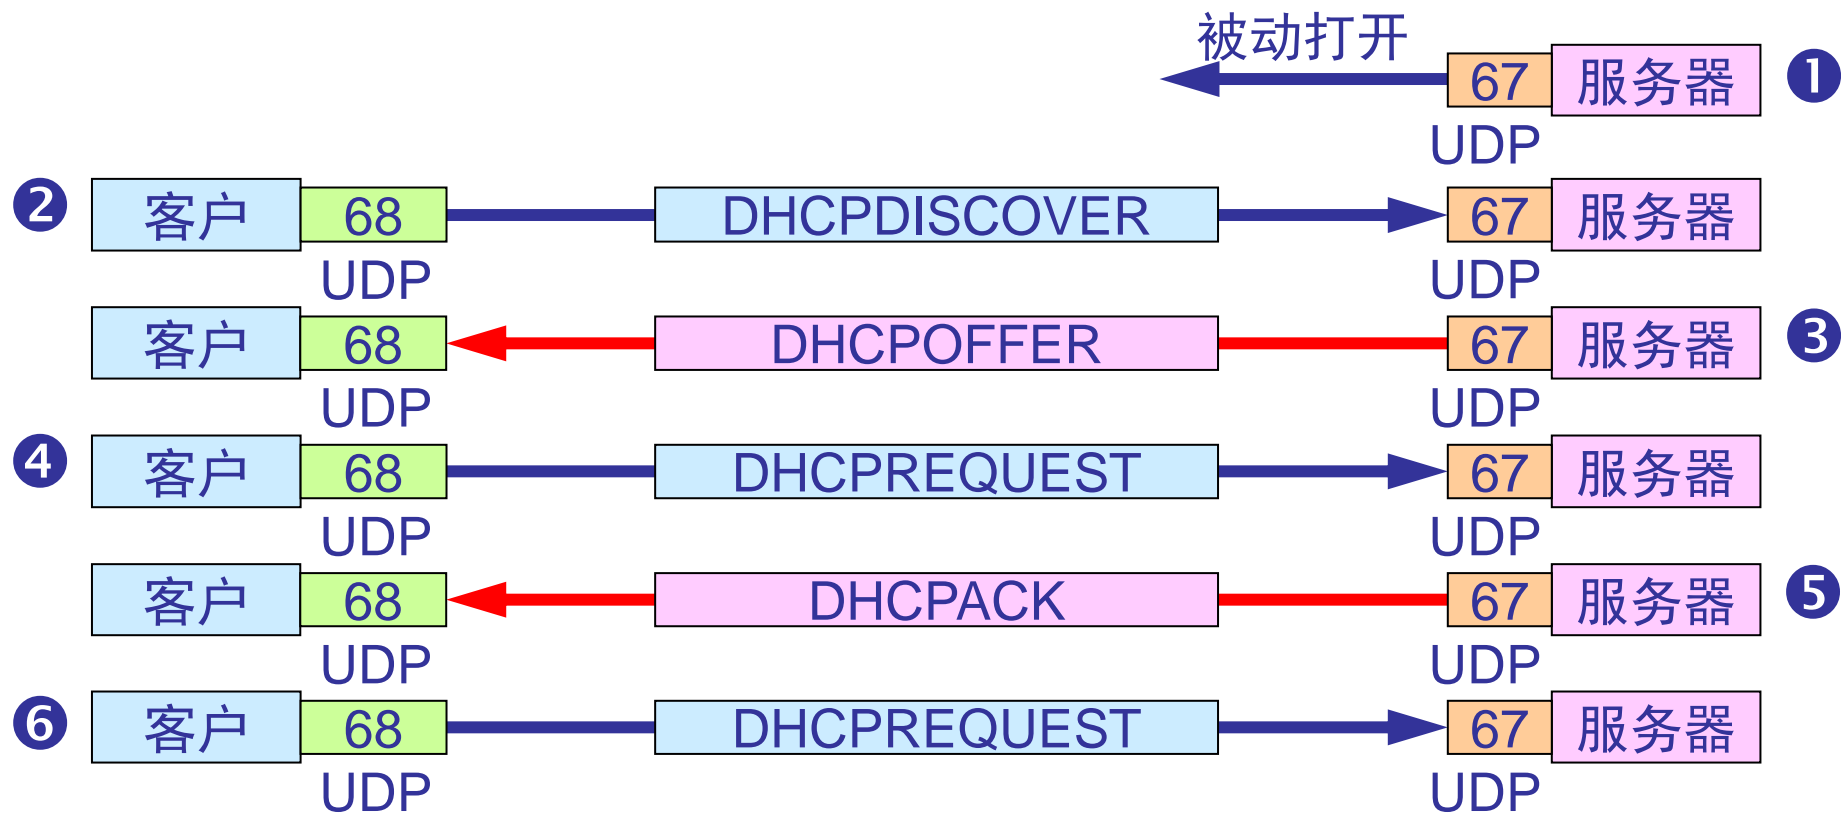 被动打开
67 服务器 ❶
UDP
❷ 客户 68 DHCPDISCOVER 67 服务器
UDP UDP
客户 68 DHCPOFFER 67 服务器 ❸
UDP UDP
❹ 客户 68 DHCPREQUEST 67 服务器
UDP UDP
客户 68 DHCPACK 67 服务器 ❺
UDP UDP
❻ 客户 68 DHCPREQUEST 67 服务器
UDP UDP